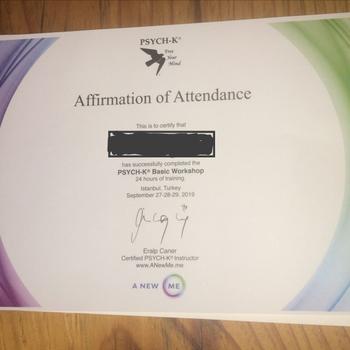 PSYCH-K®
Free
Your
Mind
Affirmation of Attendance
This is to certify that
has successfully completed the
PSYCH-K® Basic Workshop
24 hours of training.
Istanbul, Turkey
September 27-28-29, 2019
Eralp Caner
Certified PSYCH-K® Instructor
www.ANewMe.me
A NEW ME